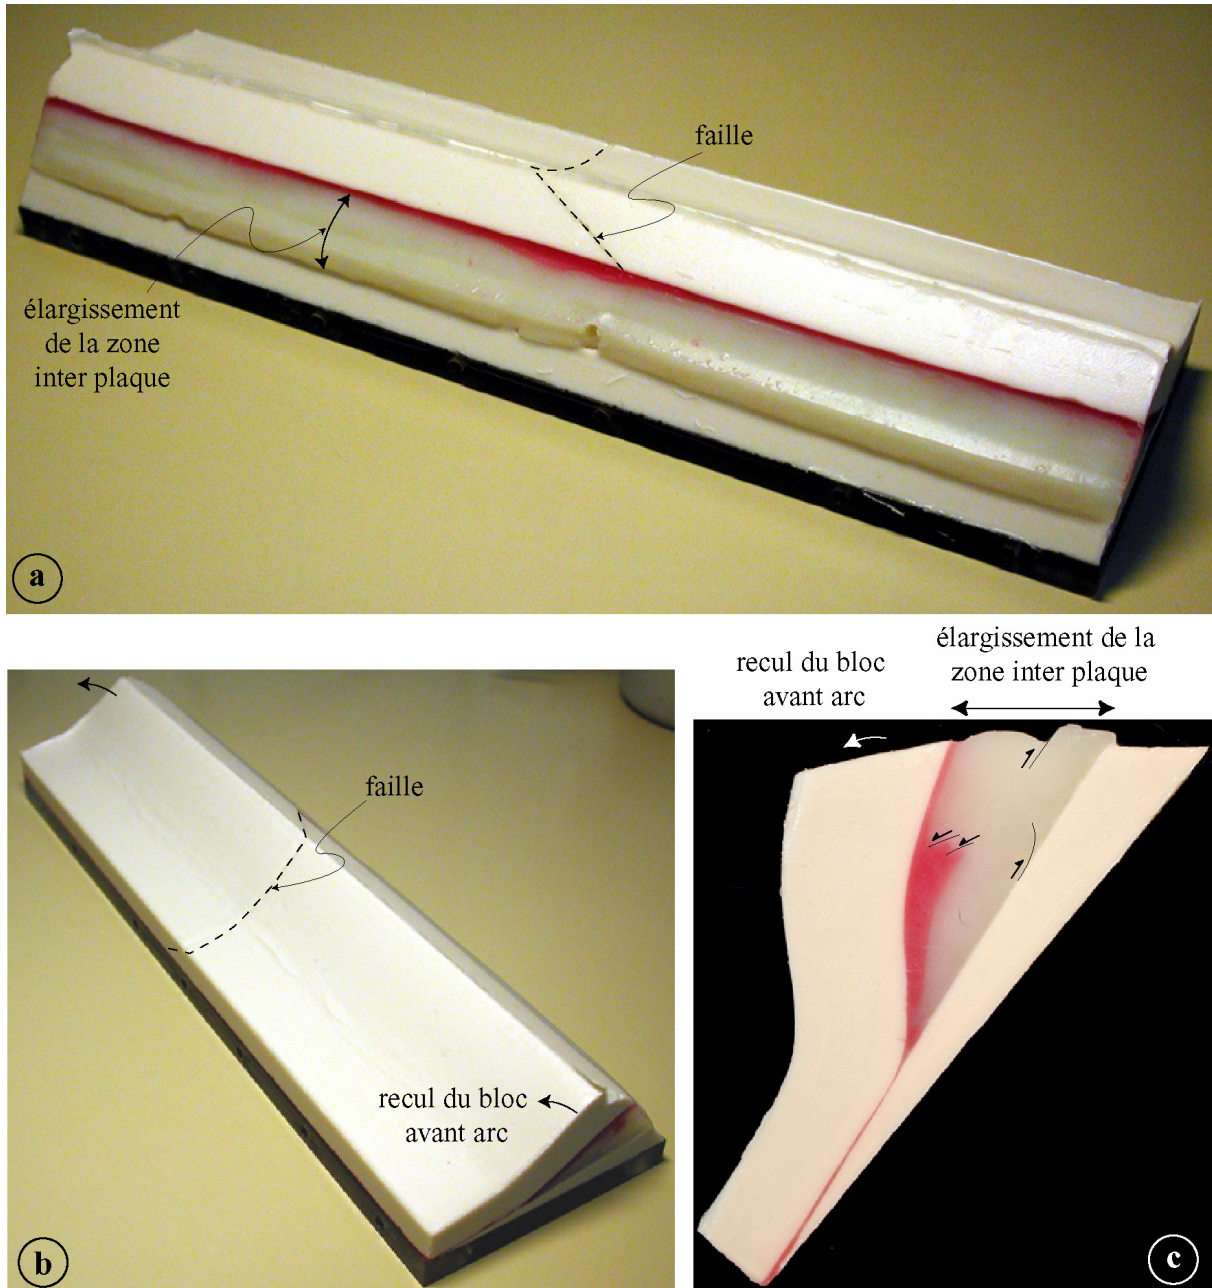 faille
élargissement
de la zone
inter plaque
a
recul du bloc
avant arc
élargissement de la
zone inter plaque
faille
recul du bloc
avant arc
b
c